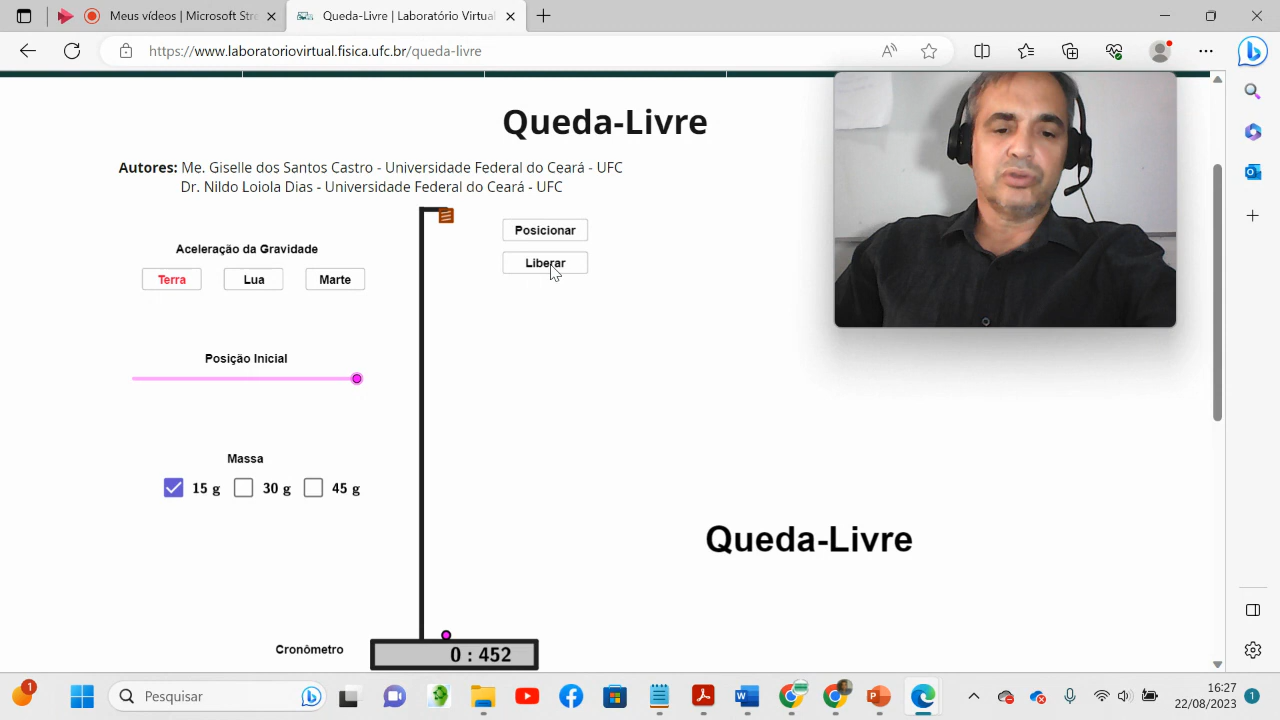 Meus vídeos | Microsoft Str
Queda-Livre | Laboratório Virtual
https://www.laboratoriovirtual.fisica.ufc.br/queda-livre
Queda-Livre
Autores: Me. Giselle dos Santos Castro - Universidade Federal do Ceará - UFC
Dr. Nildo Loiola Dias - Universidade Federal do Ceará - UFC
Posicionar
Aceleração da Gravidade
Liberar
Terra
Lua
Marte
Posição Inicial
Massa
15 g
30 g
45 g
Queda-Livre
Cronômetro
0 : 452
1
Pesquisar
16:27
22/08/2023
1